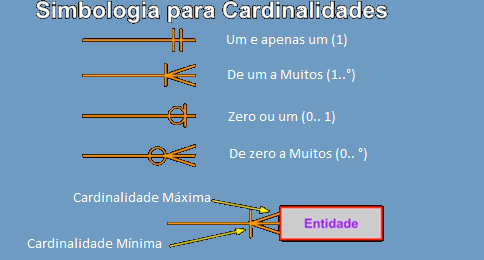 Simbologia para Cardinalidades
Um e apenas um (1)
De um a Muitos (1..°)
Zero ou um (0.. 1)
De zero a Muitos (0.. °)
Cardinalidade Máxima
Entidade
Cardinalidade Mínima